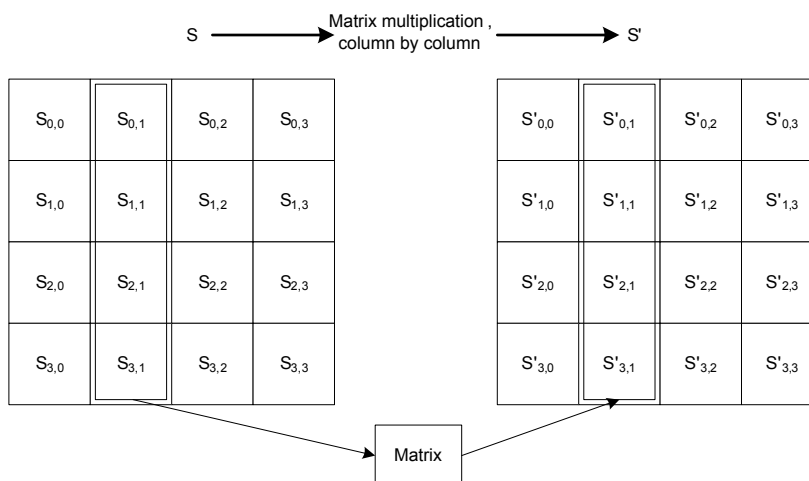 S
Matrix multiplication ,
column by column
S'
S0,0 S0,1 S0,2 S0,3
S1,0 S1,1 S1,2 S1,3
S2,0 S2,1 S2,2 S2,3
S3,0 S3,1 S3,2 S3,3
S'0,0 S'0,1 S'0,2 S'0,3
S'1,0 S'1,1 S'1,2 S'1,3
S'2,0 S'2,1 S'2,2 S'2,3
S'3,0 S'3,1 S'3,2 S'3,3
Matrix